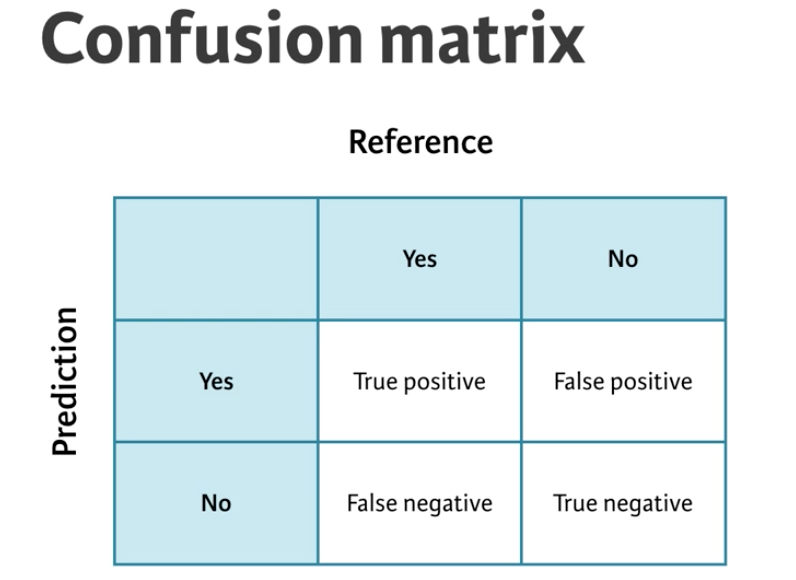 Confusion matrix
Reference
Yes No
Prediction
Yes True positive False positive
No False negative True negative